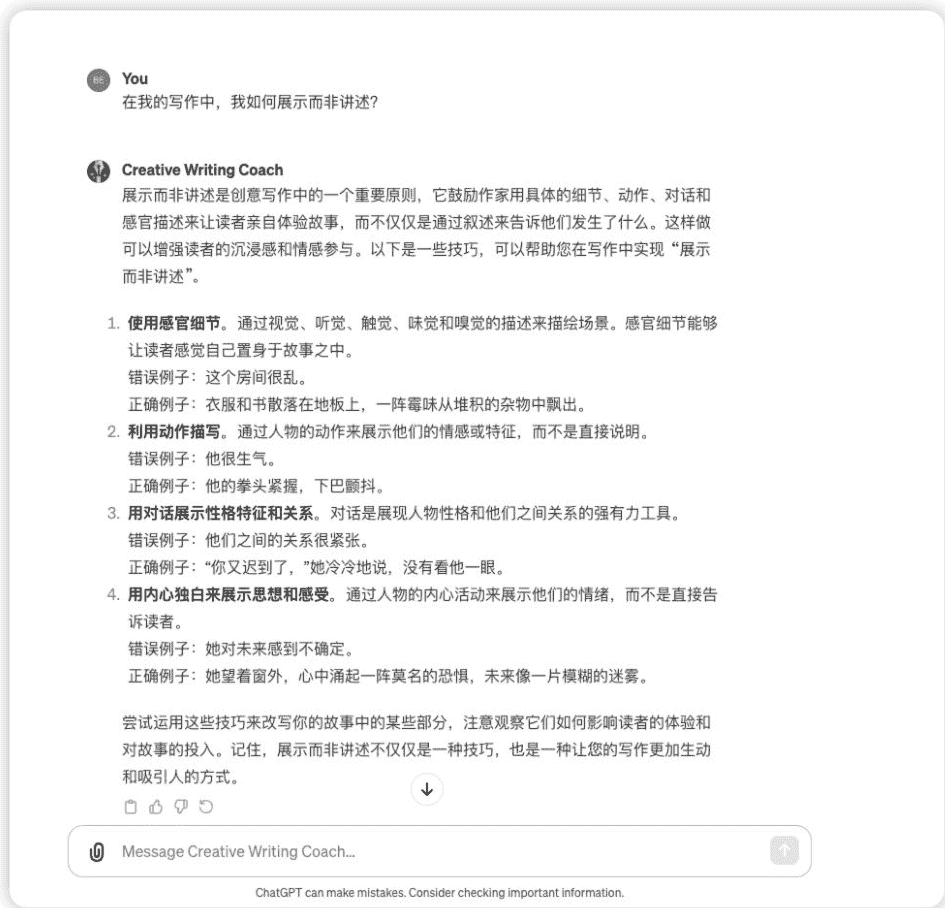 BE
You
在我的写作中，我如何展示而非讲述？
Creative Writing Coach
展示而非讲述是创意写作中的一个重要原则，它鼓励作家用具体的细节、动作、对话和
感官描述来让读者亲自体验故事，而不仅仅是通过叙述来告诉他们发生了什么。这样做
可以增强读者的沉浸感和情感参与。以下是一些技巧，可以帮助您在写作中实现“展示
而非讲述”。
1. 使用感官细节。通过视觉、听觉、触觉、味觉和嗅觉的描述来描绘场景。感官细节能够
让读者感觉自己置身于故事之中。
错误例子：这个房间很乱。
正确例子：衣服和书散落在地板上，一阵霉味从堆积的杂物中飘出。
2. 利用动作描写。通过人物的动作来展示他们的情感或特征，而不是直接说明。
错误例子：他很生气。
正确例子：他的拳头紧握，下巴颤抖。
3. 用对话展示性格特征和关系。对话是展现人物性格和他们之间关系的强有力工具。
错误例子：他们之间的关系很紧张。
正确例子：“你又迟到了，”她冷冷地说，没有看他一眼。
4. 用内心独白来展示思想和感受。通过人物的内心活动来展示他们的情绪，而不是直接告
诉读者。
错误例子：她对未来感到不确定。
正确例子：她望着窗外，心中涌起一阵莫名的恐惧，未来像一片模糊的迷雾。
尝试运用这些技巧来改写你的故事中的某些部分，注意观察它们如何影响读者的体验和
对故事的投入。记住，展示而非讲述不仅仅是一种技巧，也是一种让您的写作更加生动
和吸引人的方式。
Message Creative Writing Coach...
ChatGPT can make mistakes. Consider checking important information.